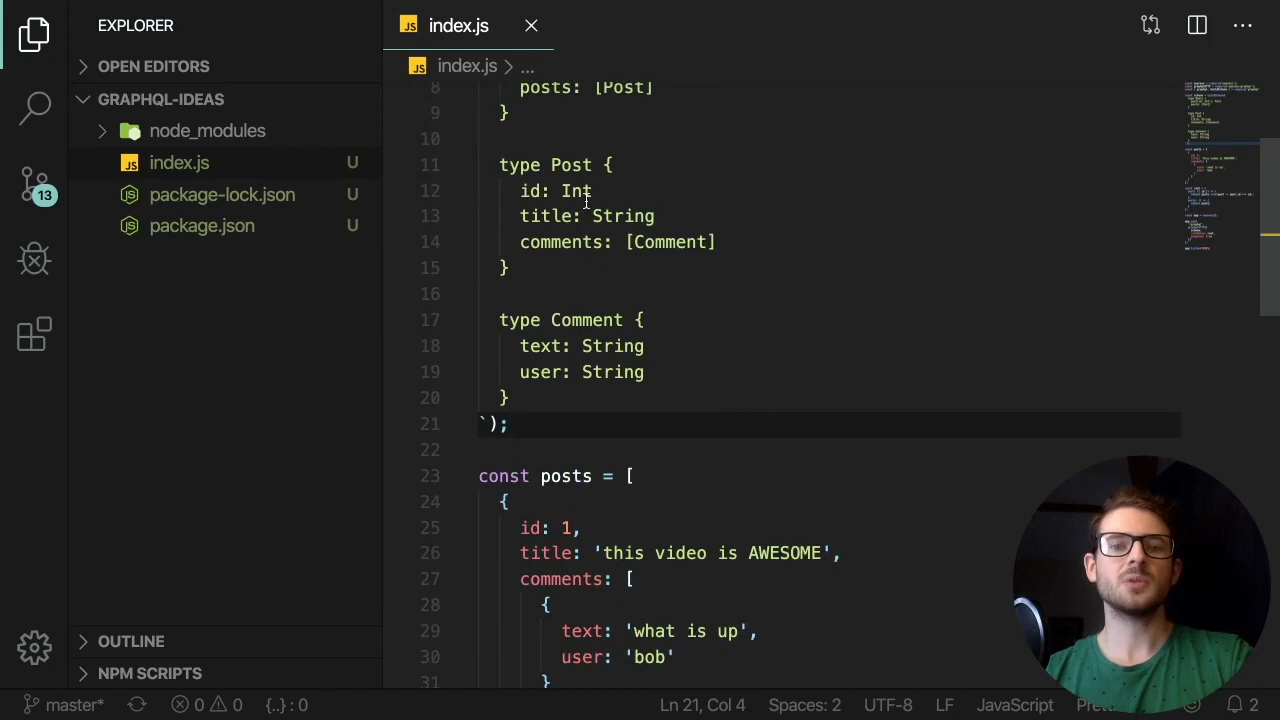 EXPLORER
OPEN EDITORS
GRAPHQL-IDEAS
node_modules
JS index.js U
package-lock.json U
package.json U
OUTLINE
NPM SCRIPTS
JS index.js
JS index.js > ...
8 posts: [Post]
9 }
10
11 type Post {
12 id: Int
13 title: String
14 comments: [Comment]
15 }
16
17 type Comment {
18 text: String
19 user: String
20 }
21 `);
22
23 const posts = [
24 {
25 id: 1,
26 title: 'this video is AWESOME',
27 comments: [
28 {
29 text: 'what is up',
30 user: 'bob'
31 }
13
master* 0 0 {..} : 0 Ln 21, Col 4 Spaces: 2 UTF-8 LF JavaScript 2